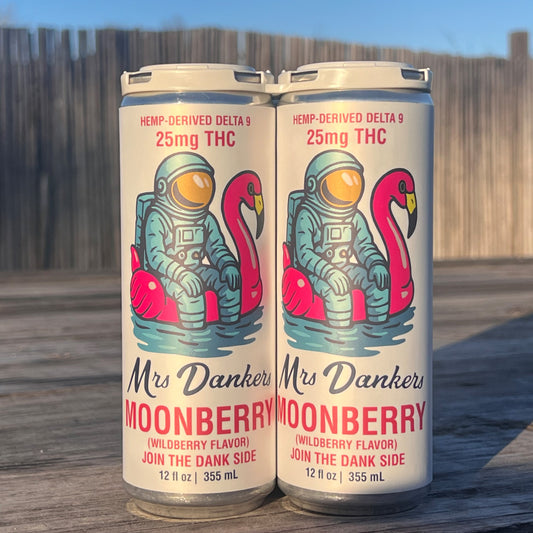 HEMP-DERIVED DELTA 9
25mg THC
Mrs Dankers
MOONBERRY
(WILDBERRY FLAVOR)
JOIN THE DANK SIDE
12 fl oz | 355 mL
HEMP-DERIVED DELTA 9
25mg THC
Mrs Dankers
MOONBERRY
(WILDBERRY FLAVOR)
JOIN THE DANK SIDE
12 fl oz | 355 mL